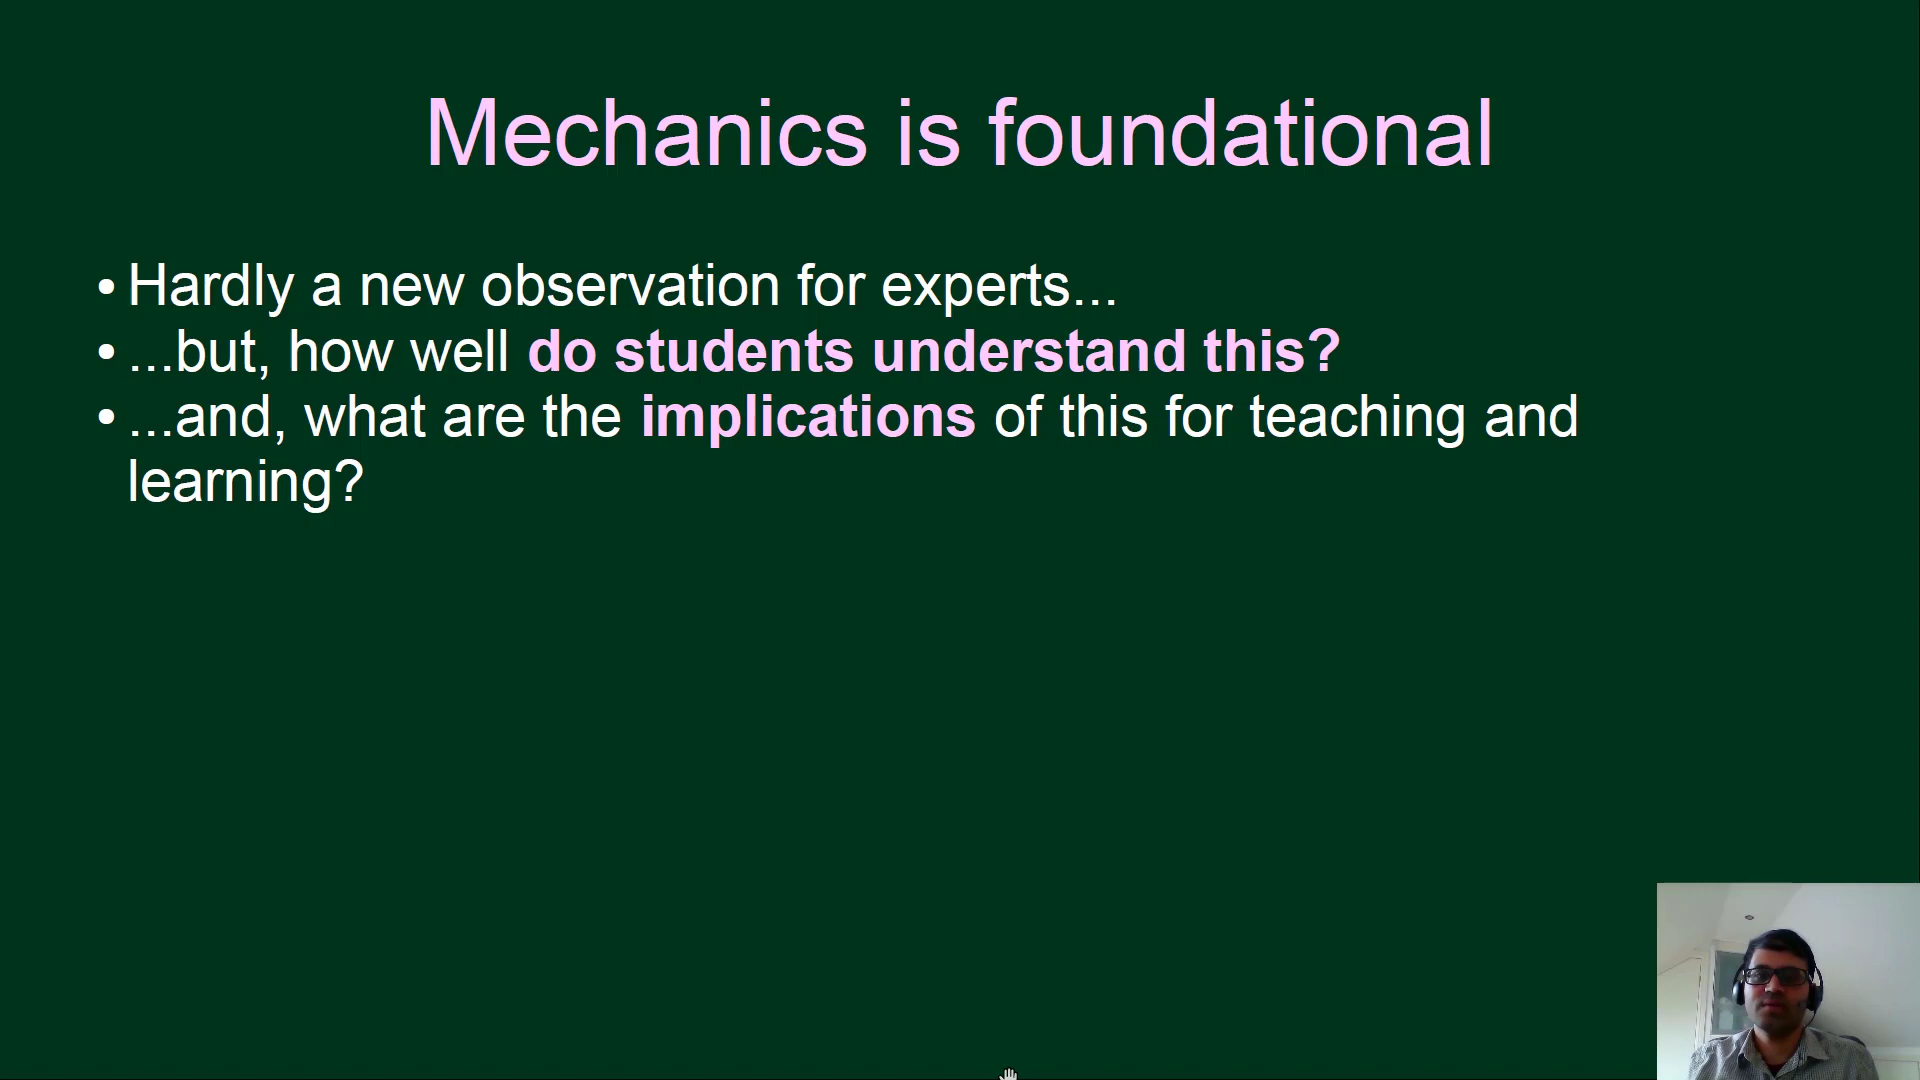 Mechanics is foundational
• Hardly a new observation for experts...
• ...but, how well do students understand this?
• ...and, what are the implications of this for teaching and
learning?